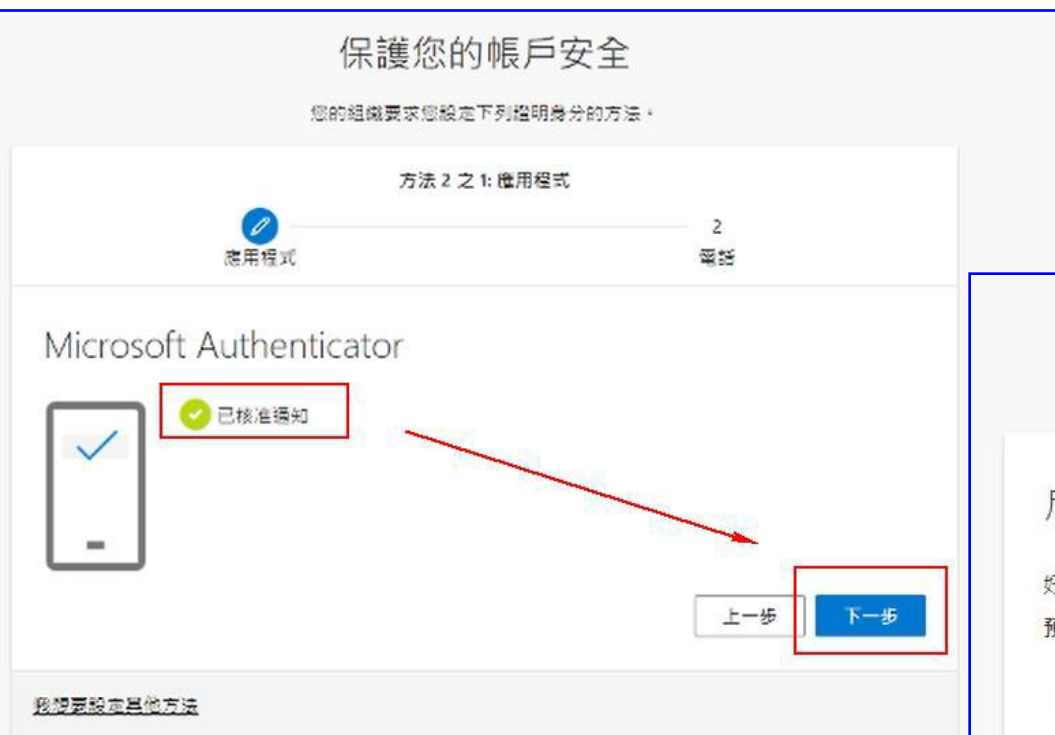 保護您的帳戶安全
您的組織要求您設定下列證明身分的方法。
方法 2 之 1: 應用程式
2
應用程式
電話
Microsoft Authenticator
已核准通知
上一步
下一步
我想要設定其他方法